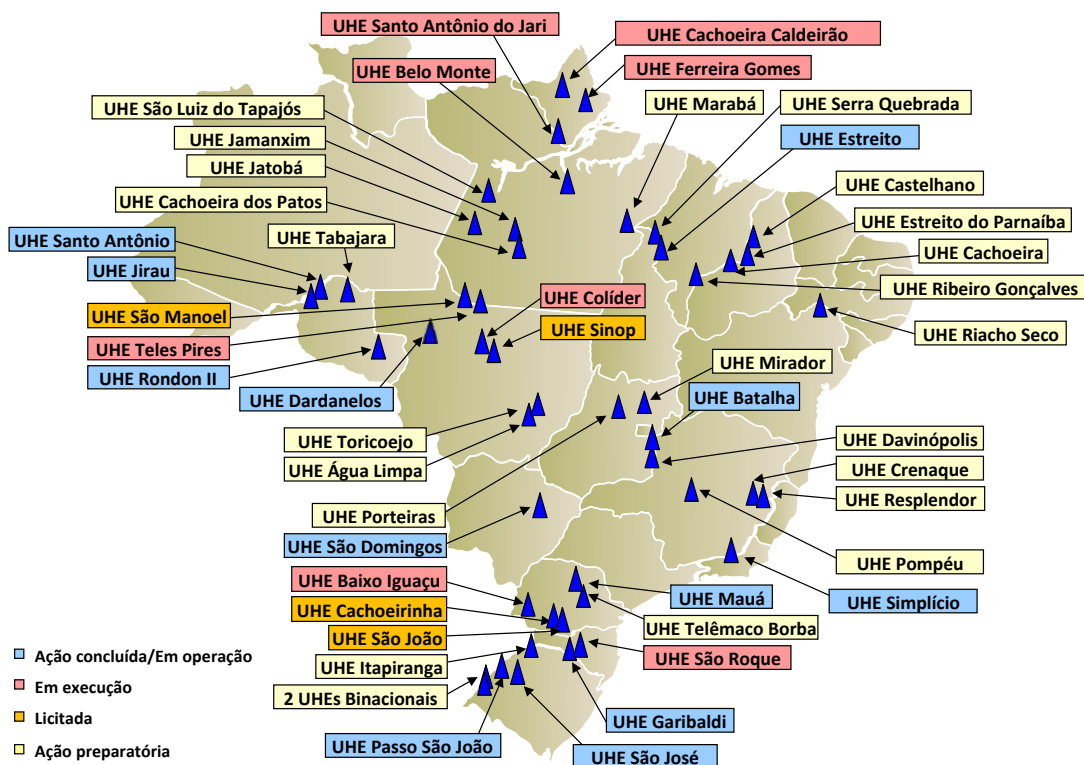 UHE Santo Antônio do Jari
UHE Cachoeira Caldeirão
UHE Belo Monte
UHE Ferreira Gomes
UHE São Luiz do Tapajós
UHE Marabá
UHE Serra Quebrada
UHE Jamanxim
UHE Estreito
UHE Jatobá
UHE Castelhano
UHE Cachoeira dos Patos
UHE Estreito do Parnaíba
UHE Santo Antônio
UHE Tabajara
UHE Cachoeira
UHE Jirau
UHE Ribeiro Gonçalves
UHE Colíder
UHE São Manoel
UHE Sinop
UHE Riacho Seco
UHE Teles Pires
UHE Mirador
UHE Rondon II
UHE Dardanelos
UHE Batalha
UHE Toricoejo
UHE Davinópolis
UHE Água Limpa
UHE Crenaque
UHE Resplendor
UHE Porteiras
UHE São Domingos
UHE Pompéu
UHE Baixo Iguaçu
UHE Mauá
UHE Simplício
UHE Cachoeirinha
UHE Telêmaco Borba
UHE São João
UHE São Roque
UHE Itapiranga
2 UHEs Binacionais
UHE Garibaldi
UHE Passo São João
UHE São José
Ação concluída/Em operação
Em execução
Licitada
Ação preparatória